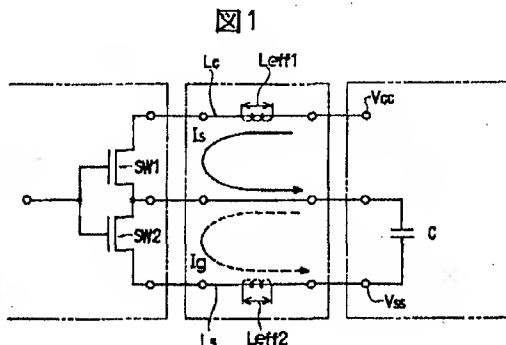 図1
Leff1
Lc
Vcc
Is
SW1
SW2
C
Ig
Vss
Ls
Leff2